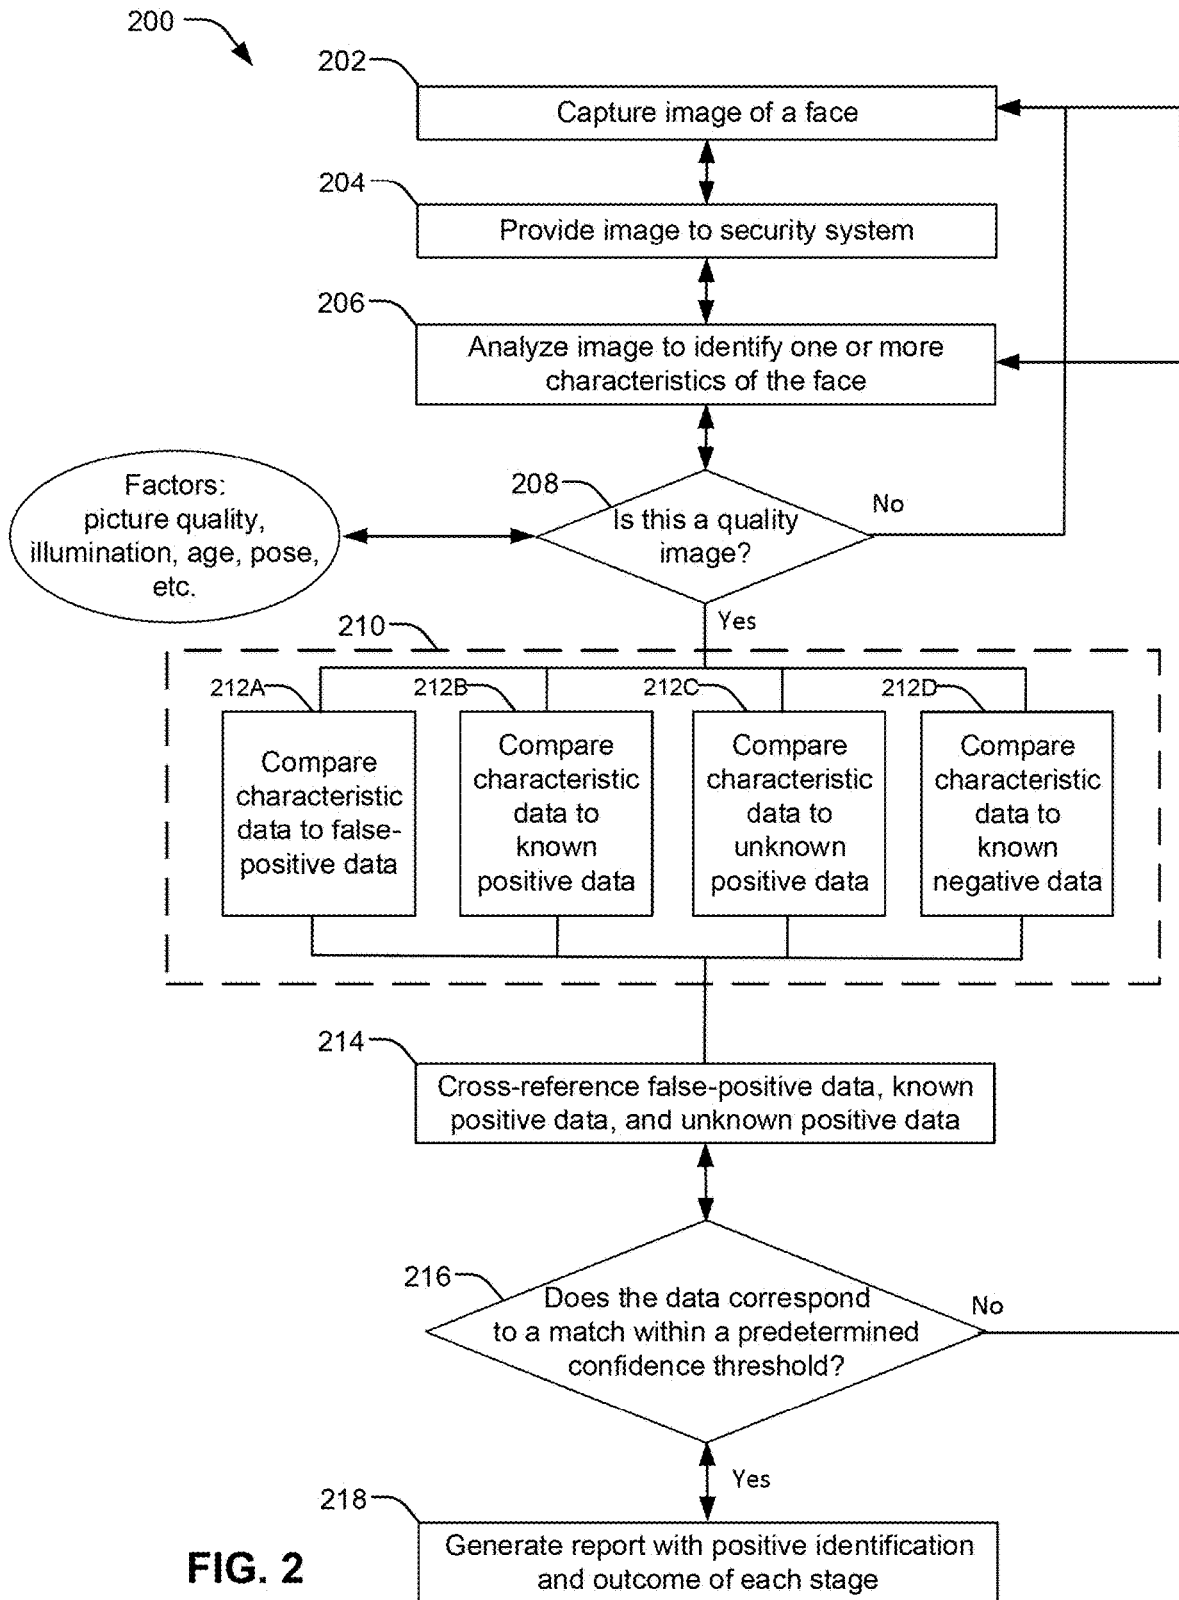 200
202
Capture image of a face
204
Provide image to security system
206
Analyze image to identify one or more
characteristics of the face
Factors:
picture quality,
illumination, age, pose,
etc.
208
Is this a quality
image?
No
Yes
210
212A
Compare
characteristic
data to false-
positive data
212B
Compare
characteristic
data to
known
positive data
212C
Compare
characteristic
data to
unknown
positive data
212D
Compare
characteristic
data to
known
negative data
214
Cross-reference false-positive data, known
positive data, and unknown positive data
216
Does the data correspond
to a match within a predetermined
confidence threshold?
No
Yes
218
Generate report with positive identification
and outcome of each stage
FIG. 2